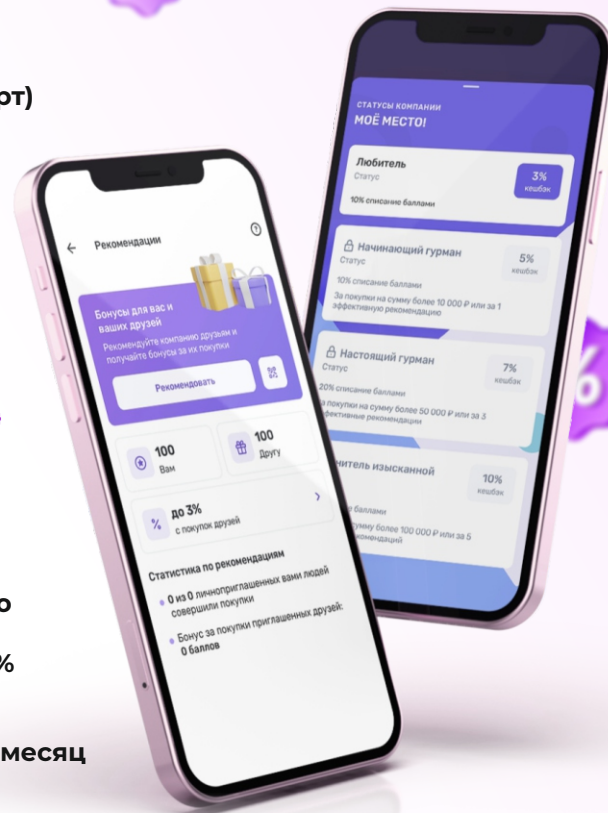 рт)
о
%
месяц
Рекомендации
Бонусы для вас и
ваших друзей
Рекомендуйте компанию друзьям и
получайте бонусы за их покупки
Рекомендовать
100
Вам
100
Другу
до 3%
с покупок друзей
Статистика по рекомендациям
0 из 0 личноприглашенных вами людей
совершили покупки
Бонус за покупки приглашенных друзей:
0 баллов
СТАТУСЫ КОМПАНИИ
МОЁ МЕСТО!
Любитель
Статус
3%
кешбэк
10% списание баллами
Начинающий гурман
Статус
5%
кешбэк
10% списание баллами
За покупки на сумму более 10 000 ₽ или за 1
эффективную рекомендацию
Настоящий гурман
Статус
7%
кешбэк
20% списание баллами
а покупки на сумму более 50 000 ₽ или за 3
фективные рекомендации
нитель изысканной
10%
кешбэк
е баллами
сумму более 100 000 ₽ или за 5
комендаций
%